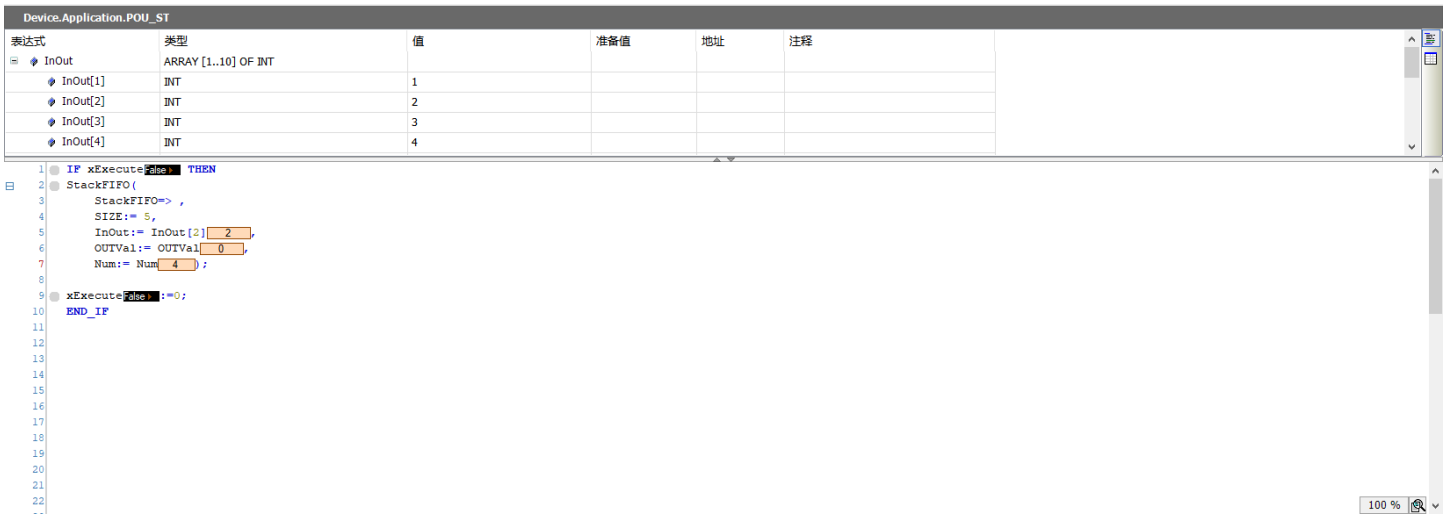 Device.Application.POU_ST
表达式 类型 值 准备值 地址 注释
InOut ARRAY [1..10] OF INT
InOut[1] INT 1
InOut[2] INT 2
InOut[3] INT 3
InOut[4] INT 4
1 IF xExecute False THEN
2 StackFIFO(
3 StackFIFO=> ,
4 SIZE:= 5,
5 InOut:= InOut[2] 2 ,
6 OUTVal:= OUTVal 0 ,
7 Num:= Num 4 );
8
9 xExecute False :=0;
10 END_IF
11
12
13
14
15
16
17
18
19
20
21
22
100 %